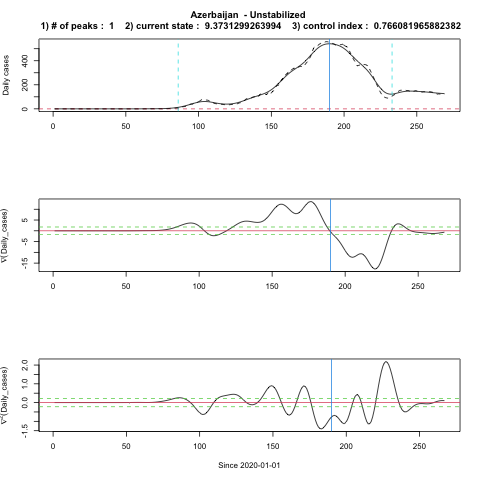 Azerbaijan - Unstabilized
1) # of peaks : 1 2) current state : 9.3731299263994 3) control index : 0.766081965882382
Daily cases
0 200 400
0 50 100 150 200 250
∇(Daily_cases)
-15 -5 5
0 50 100 150 200 250
∇²(Daily_cases)
-1.5 0.0 1.0 2.0
0 50 100 150 200 250
Since 2020-01-01